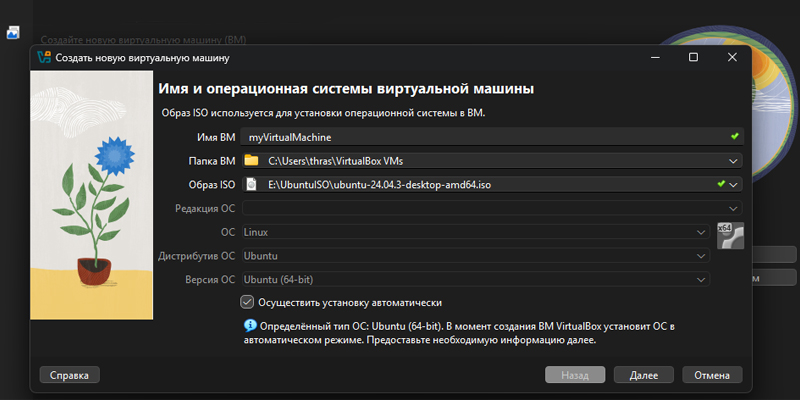 Создайте новую виртуальную машину (ВМ)
Создать новую виртуальную машину
Имя и операционная системы виртуальной машины
Образ ISO используется для установки операционной системы в ВМ.
Имя ВМ myVirtualMachine
Папка ВМ C:\Users\thras\VirtualBox VMs
Образ ISO E:\UbuntuISO\ubuntu-24.04.3-desktop-amd64.iso
Редакция ОС
ОС Linux x64
Дистрибутив ОС Ubuntu
Версия ОС Ubuntu (64-bit)
Осуществить установку автоматически
Определённый тип ОС: Ubuntu (64-bit). В момент создания ВМ VirtualBox установит ОС в
автоматическом режиме. Предоставьте необходимую информацию далее.
Справка Назад Далее Отмена